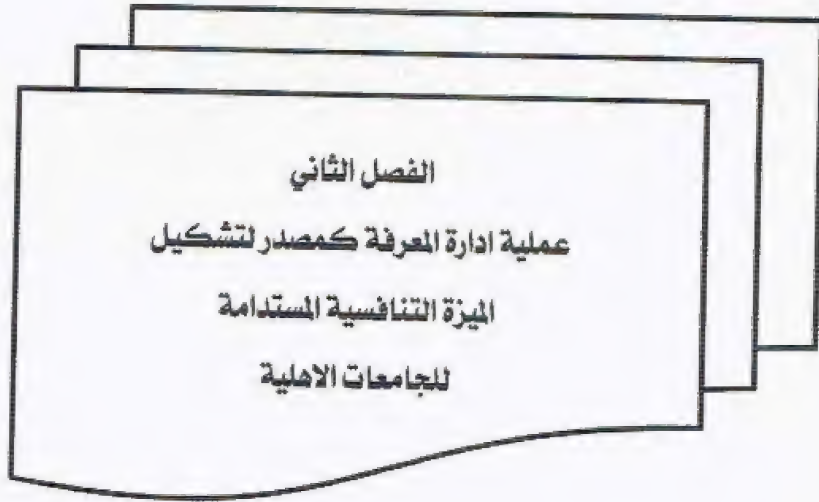 الفصل الثاني
عملية ادارة المعرفة كمصدر لتشكيل
الميزة التنافسية المستدامة
للجامعات الاهلية